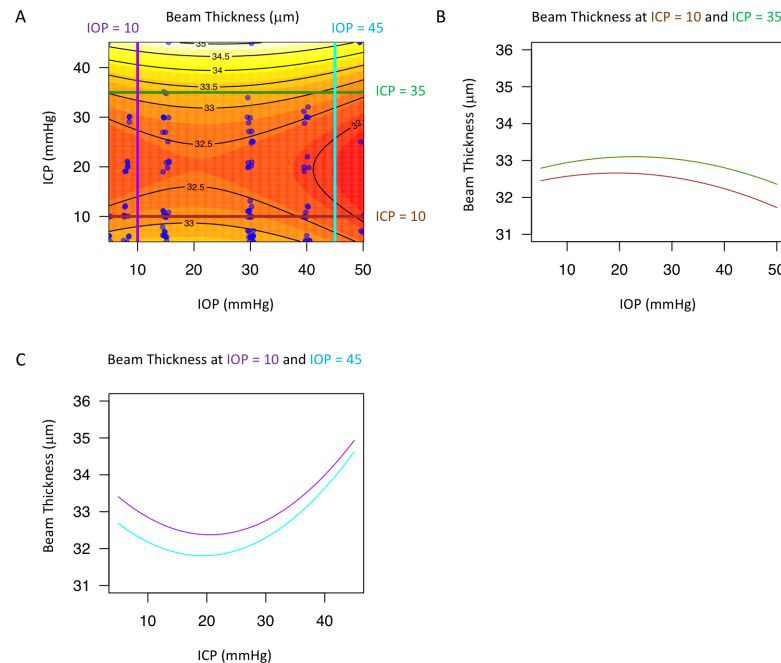 A
Beam Thickness (μm)
IOP = 10
IOP = 45
35
34.5
34
33.5
33
32.5
32
32.5
33
ICP = 35
ICP = 10
40
30
20
10
ICP (mmHg)
10 20 30 40 50
IOP (mmHg)
B
Beam Thickness at ICP = 10 and ICP = 35
36
35
34
33
32
31
Beam Thickness (μm)
10 20 30 40 50
IOP (mmHg)
C
Beam Thickness at IOP = 10 and IOP = 45
36
35
34
33
32
31
Beam Thickness (μm)
10 20 30 40
ICP (mmHg)